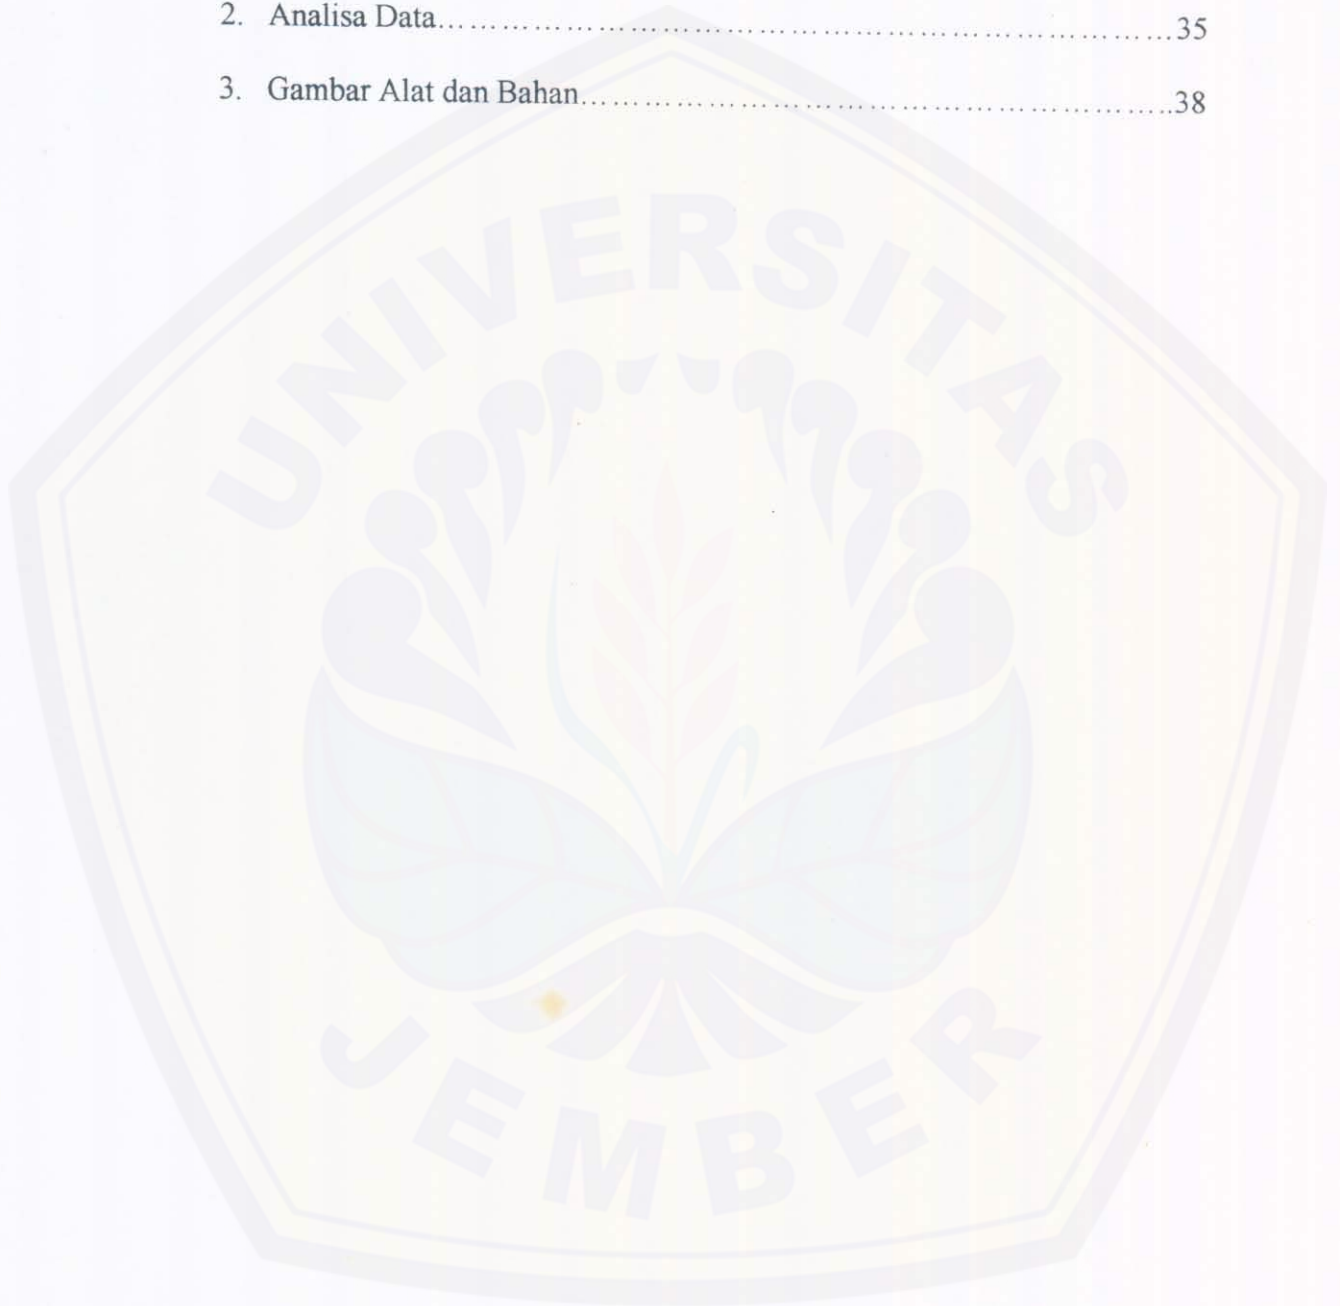 2. Analisa Data……………………………………………………………35
3. Gambar Alat dan Bahan………………………………………………..38
UNIVERSITAS
JEMBER